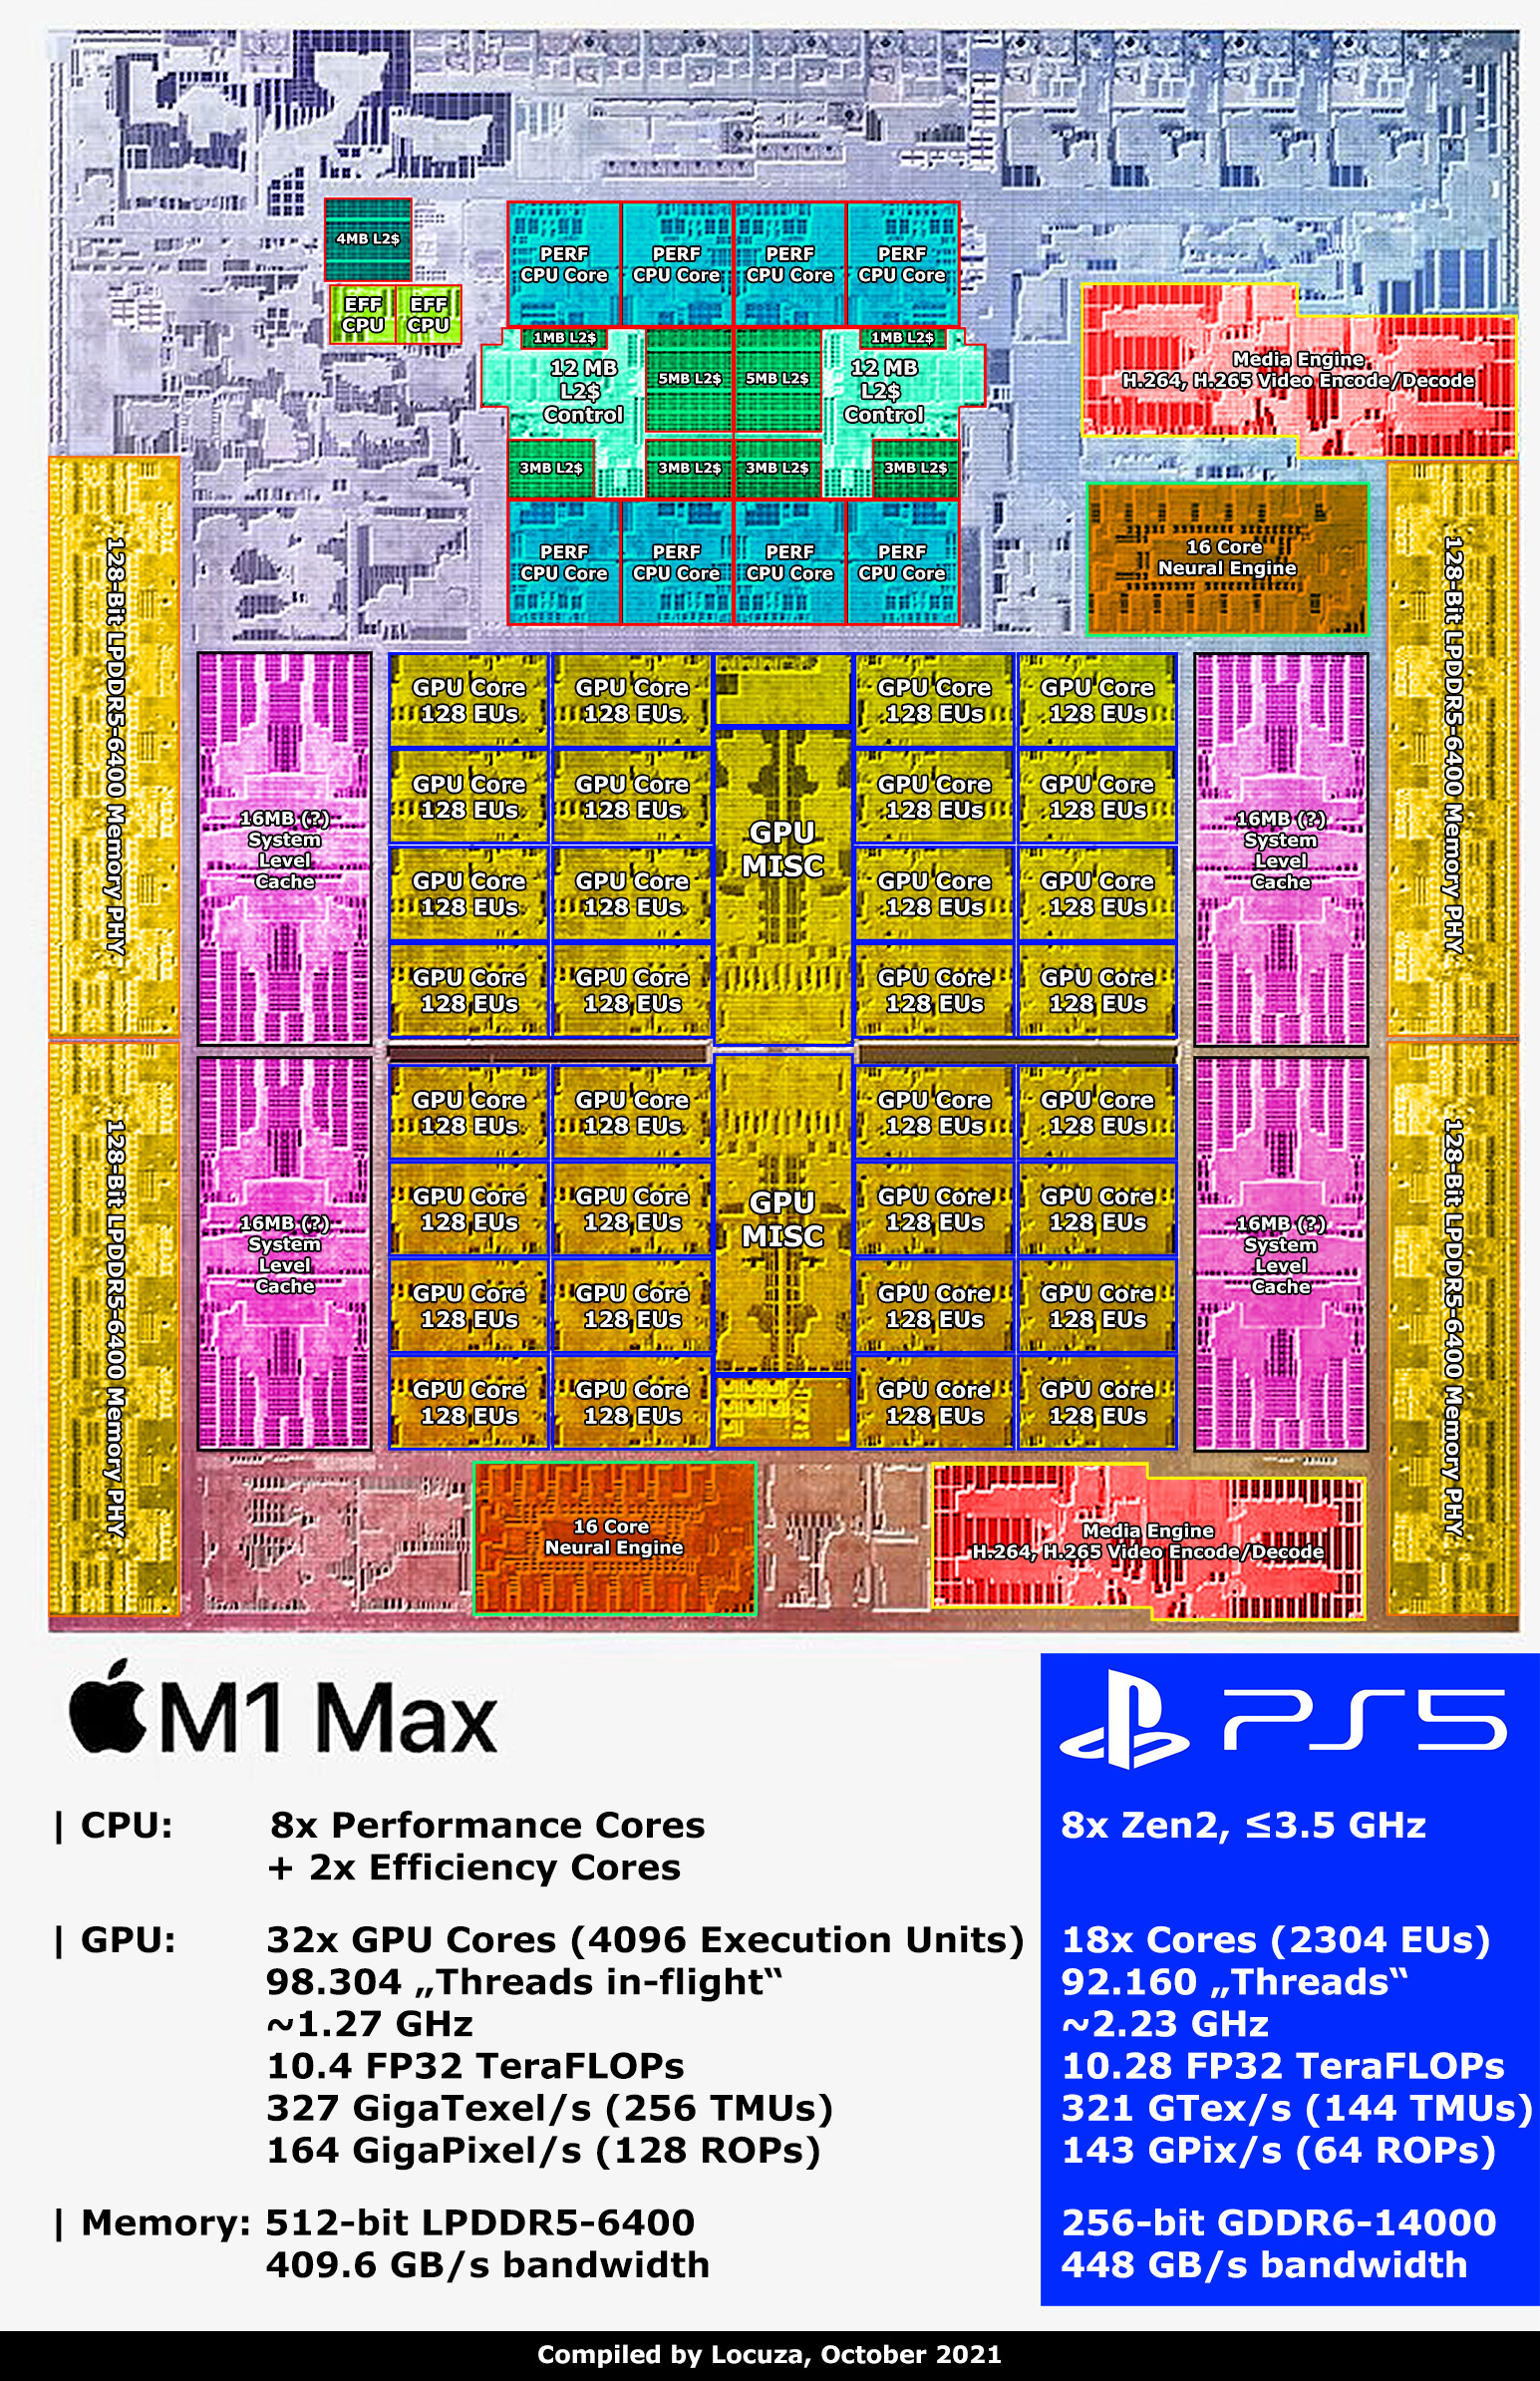 4MB L2$
EFF CPU
EFF CPU
PERF CPU Core
PERF CPU Core
PERF CPU Core
PERF CPU Core
1MB L2$
1MB L2$
12 MB L2$ Control
5MB L2$
5MB L2$
12 MB L2$ Control
3MB L2$
3MB L2$
3MB L2$
3MB L2$
PERF CPU Core
PERF CPU Core
PERF CPU Core
PERF CPU Core
Media Engine
H.264, H.265 Video Encode/Decode
16 Core
Neural Engine
128-Bit LPDDR5-6400 Memory PHY
128-Bit LPDDR5-6400 Memory PHY
16MB (?)
System
Level
Cache
GPU Core 128 EUs
GPU Core 128 EUs
GPU Core 128 EUs
GPU Core 128 EUs
GPU Core 128 EUs
GPU Core 128 EUs
GPU Core 128 EUs
GPU Core 128 EUs
GPU MISC
GPU Core 128 EUs
GPU Core 128 EUs
GPU Core 128 EUs
GPU Core 128 EUs
GPU Core 128 EUs
GPU Core 128 EUs
GPU Core 128 EUs
GPU Core 128 EUs
16MB (?)
System
Level
Cache
128-Bit LPDDR5-6400 Memory PHY
128-Bit LPDDR5-6400 Memory PHY
16MB (?)
System
Level
Cache
GPU Core 128 EUs
GPU Core 128 EUs
GPU Core 128 EUs
GPU Core 128 EUs
GPU Core 128 EUs
GPU Core 128 EUs
GPU Core 128 EUs
GPU Core 128 EUs
GPU MISC
GPU Core 128 EUs
GPU Core 128 EUs
GPU Core 128 EUs
GPU Core 128 EUs
GPU Core 128 EUs
GPU Core 128 EUs
GPU Core 128 EUs
GPU Core 128 EUs
16MB (?)
System
Level
Cache
16 Core
Neural Engine
Media Engine
H.264, H.265 Video Encode/Decode
M1 Max
| CPU: 8x Performance Cores
+ 2x Efficiency Cores
| GPU: 32x GPU Cores (4096 Execution Units)
98.304 „Threads in-flight“
~1.27 GHz
10.4 FP32 TeraFLOPs
327 GigaTexel/s (256 TMUs)
164 GigaPixel/s (128 ROPs)
| Memory: 512-bit LPDDR5-6400
409.6 GB/s bandwidth
PS5
8x Zen2, ≤3.5 GHz
18x Cores (2304 EUs)
92.160 „Threads“
~2.23 GHz
10.28 FP32 TeraFLOPs
321 GTex/s (144 TMUs)
143 GPix/s (64 ROPs)
256-bit GDDR6-14000
448 GB/s bandwidth
Compiled by Locuza, October 2021